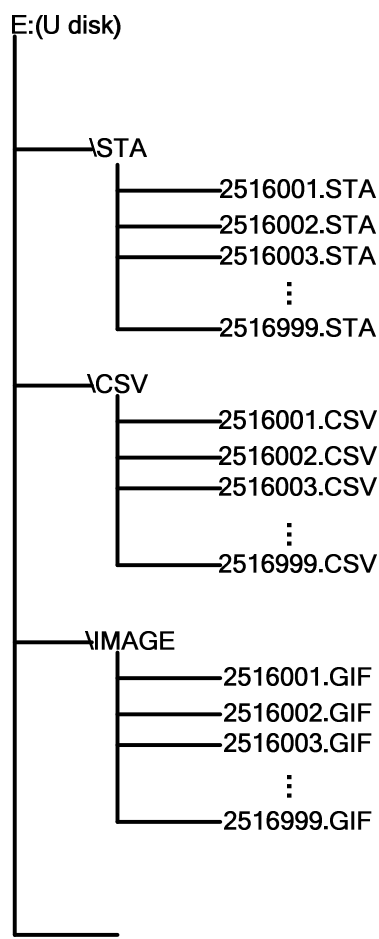 E:(U disk)
\STA
2516001.STA
2516002.STA
2516003.STA
⋮
2516999.STA
\CSV
2516001.CSV
2516002.CSV
2516003.CSV
⋮
2516999.CSV
\IMAGE
2516001.GIF
2516002.GIF
2516003.GIF
⋮
2516999.GIF